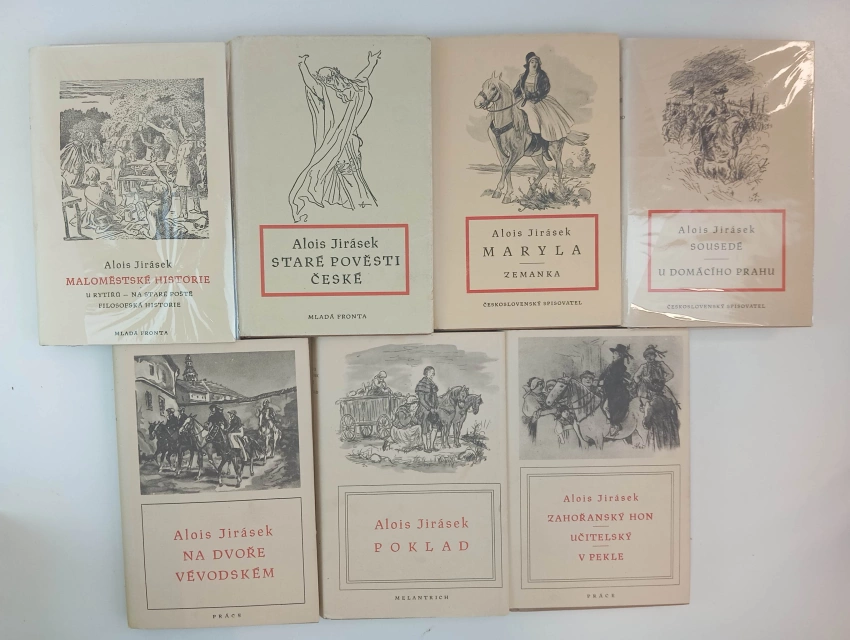 Alois Jirásek
MALOMĚSTSKÉ HISTORIE
U RYTÍŘŮ – NA STARÉ POŠTĚ
FILOSOFSKÁ HISTORIE
MLADÁ FRONTA
Alois Jirásek
STARÉ POVĚSTI
ČESKÉ
MLADÁ FRONTA
Alois Jirásek
MARYLA
ZEMANKA
ČESKOSLOVENSKÝ SPISOVATEL
Alois Jirásek
SOUSEDÉ
U DOMÁCÍHO PRAHU
ČESKOSLOVENSKÝ SPISOVATEL
Alois Jirásek
NA DVOŘE
VÉVODSKÉM
PRÁCE
Alois Jirásek
POKLAD
MELANTRICH
Alois Jirásek
ZAHOŘANSKÝ HON
UČITELSKÝ
V PEKLE
PRÁCE